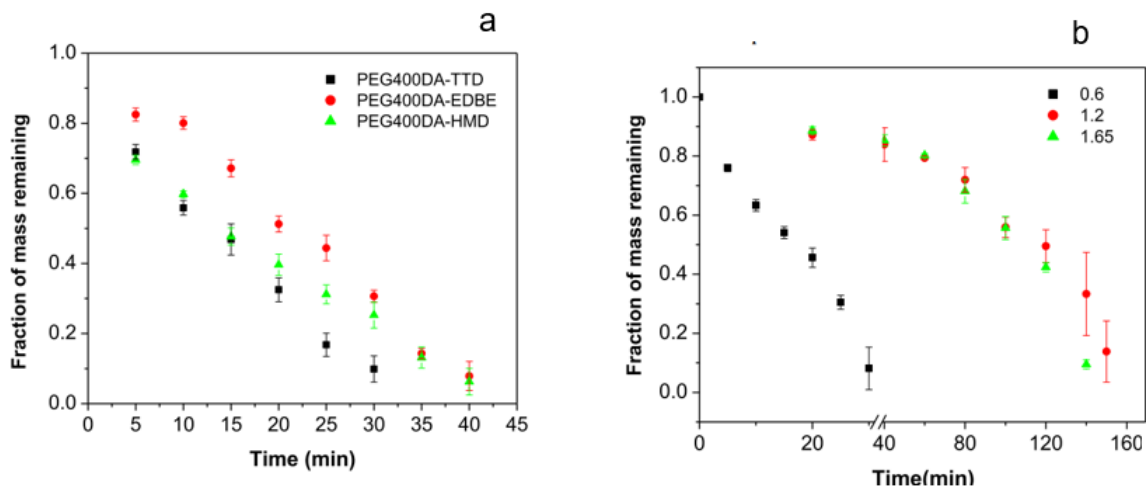 a
PEG400DA-TTD
PEG400DA-EDBE
PEG400DA-HMD
Fraction of mass remaining
1.0
0.8
0.6
0.4
0.2
0.0
5 10 15 20 25 30 35 40 45
Time (min)
b
0.6
1.2
1.65
Fraction of mass remaining
1.0
0.8
0.6
0.4
0.2
0.0
0 20 40 80 120 160
Time(min)